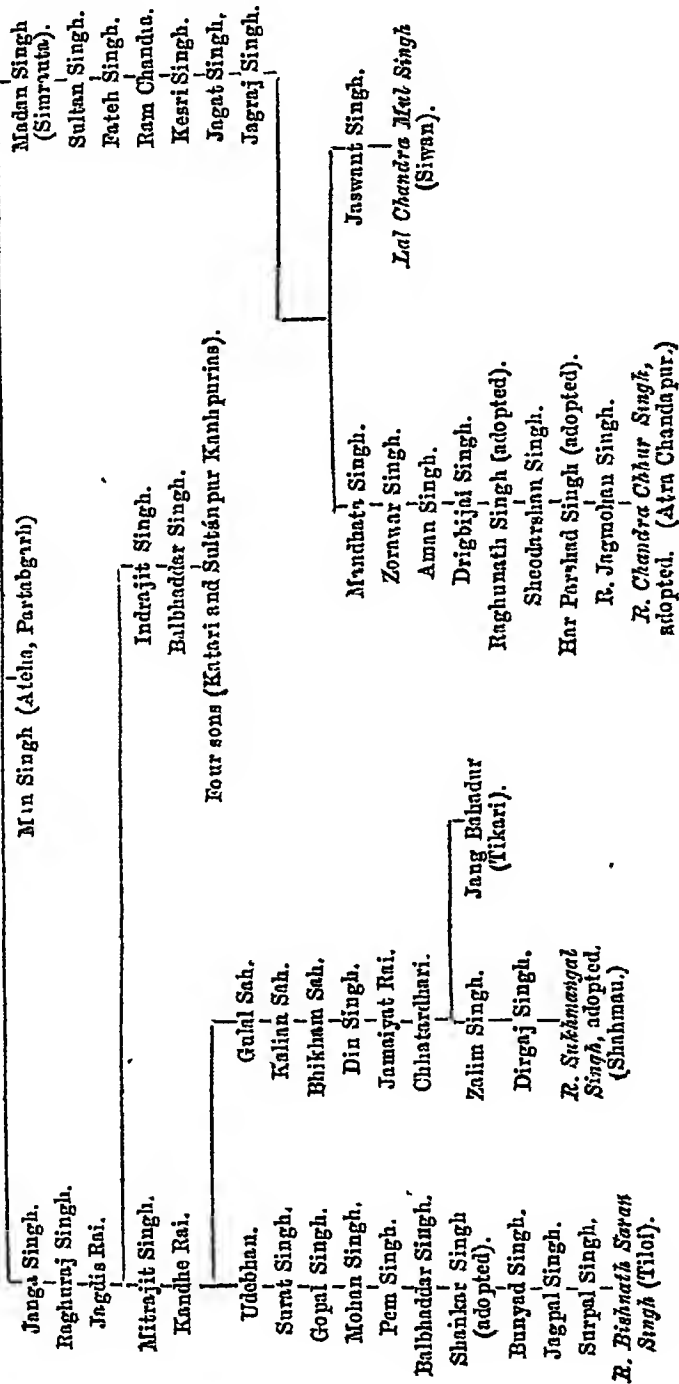 Janga Singh.
Raghuraj Singh.
Jagdis Rai.
Mitrajit Singh.
Kandhe Rai.
Udebhan.
Surat Singh.
Gopal Singh.
Mohan Singh.
Pem Singh.
Balbhaddar Singh.
Shankar Singh
(adopted).
Bunyad Singh.
Jagpal Singh.
Surpal Singh.
R. Bishnath Saran
Singh (Tiloi).
Gulal Sah.
Kalian Sah.
Bhikham Sah.
Din Singh.
Jamaiyat Rai.
Chhatardhari.
Zalim Singh.
Dirgaj Singh.
R. Sukhmangal
Singh, adopted.
(Shahmau.)
Jang Bahadur
(Tikari).
Man Singh (Ateha, Partabgarh)
Indrajit Singh.
Balbhaddar Singh.
Four sons (Katari and Sultánpur Kanhpurias).
Madan Singh
(Simrauta).
Sultan Singh.
Fateh Singh.
Ram Chandra.
Kesri Singh.
Jagat Singh.
Jagraj Singh.
Mandhata Singh.
Zorawar Singh.
Aman Singh.
Drigbijai Singh.
Raghunath Singh (adopted).
Sheodarshan Singh.
Har Parshad Singh (adopted).
R. Jagmohan Singh.
R. Chandra Chhur Singh,
adopted. (Atra Chandapur.)
Jaswant Singh.
Lal Chandra Mul Singh
(Siwan).